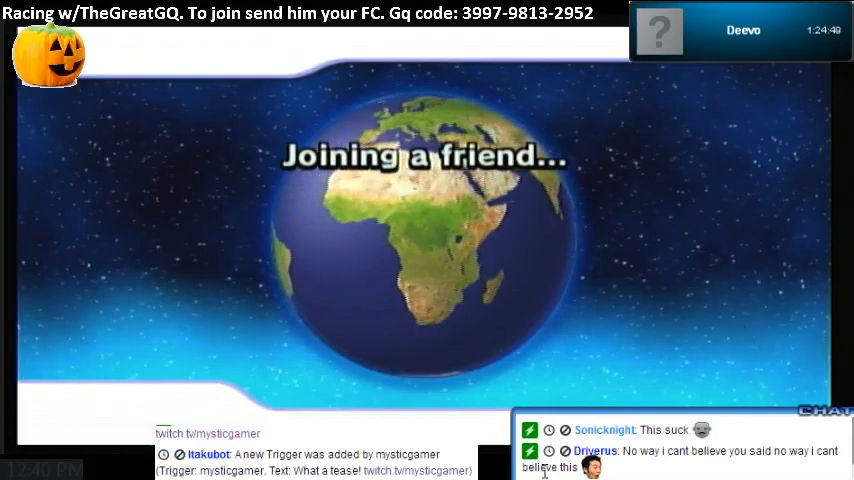 Racing w/TheGreatGQ. To join send him your FC. Gq code: 3997-9813-2952
Deevo
1:24:49
Joining a friend...
CHAT
twitch.tv/mysticgamer
Itakubot: A new Trigger was added by mysticgamer
(Trigger: mysticgamer, Text: What a tease! twitch.tv/mysticgamer)
Sonicknight: This suck
Driverus: No way i cant believe you said no way i cant
believe this
12:40 PM